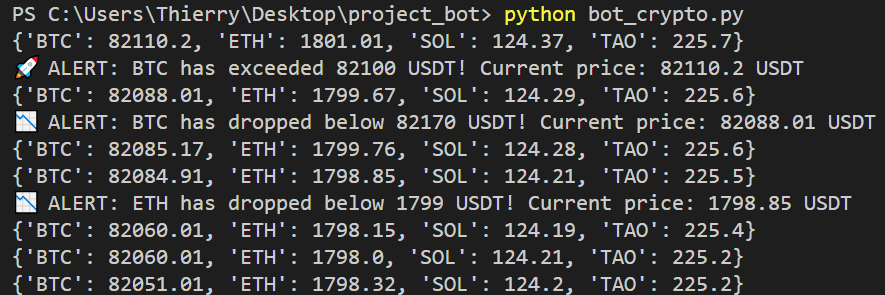 PS C:\Users\Thierry\Desktop\project_bot> python bot_crypto.py
{'BTC': 82110.2, 'ETH': 1801.01, 'SOL': 124.37, 'TAO': 225.7}
🚀 ALERT: BTC has exceeded 82100 USDT! Current price: 82110.2 USDT
{'BTC': 82088.01, 'ETH': 1799.67, 'SOL': 124.29, 'TAO': 225.6}
📉 ALERT: BTC has dropped below 82170 USDT! Current price: 82088.01 USDT
{'BTC': 82085.17, 'ETH': 1799.76, 'SOL': 124.28, 'TAO': 225.6}
{'BTC': 82084.91, 'ETH': 1798.85, 'SOL': 124.21, 'TAO': 225.5}
📉 ALERT: ETH has dropped below 1799 USDT! Current price: 1798.85 USDT
{'BTC': 82060.01, 'ETH': 1798.15, 'SOL': 124.19, 'TAO': 225.4}
{'BTC': 82060.01, 'ETH': 1798.0, 'SOL': 124.21, 'TAO': 225.2}
{'BTC': 82051.01, 'ETH': 1798.32, 'SOL': 124.2, 'TAO': 225.2}